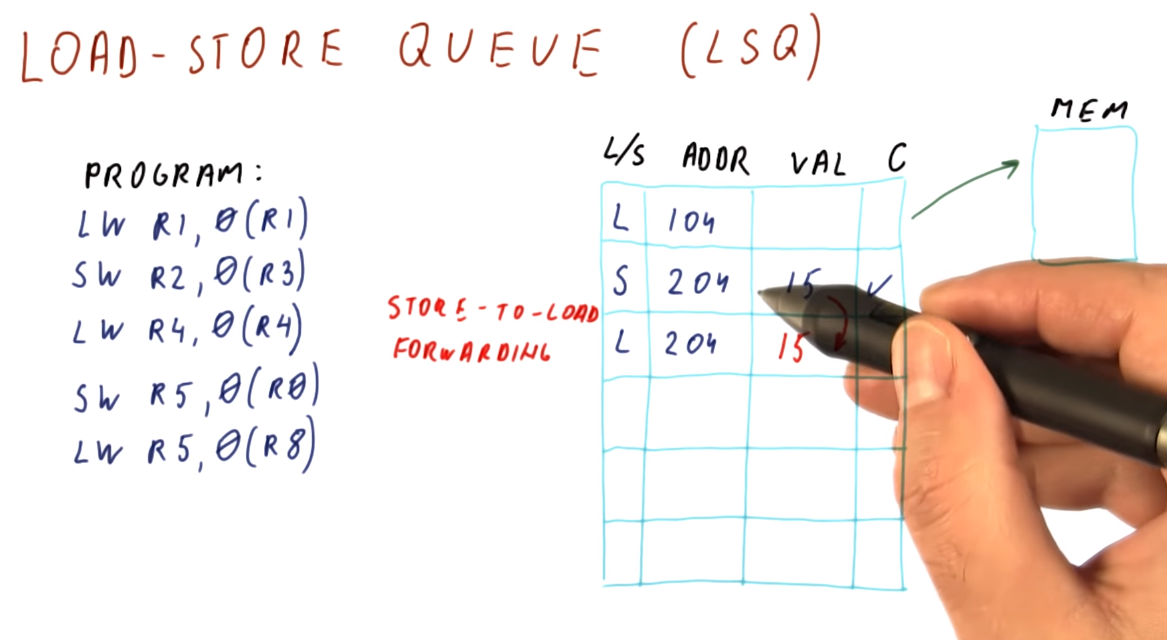 LOAD-STORE QUEUE (LSQ)
PROGRAM:
LW R1, 0(R1)
SW R2, 0(R3)
LW R4, 0(R4)
SW R5, 0(R0)
LW R5, 0(R8)
STORE-TO-LOAD
FORWARDING
L/S ADDR VAL C
L 104
S 204 15 ✓
L 204 15
MEM